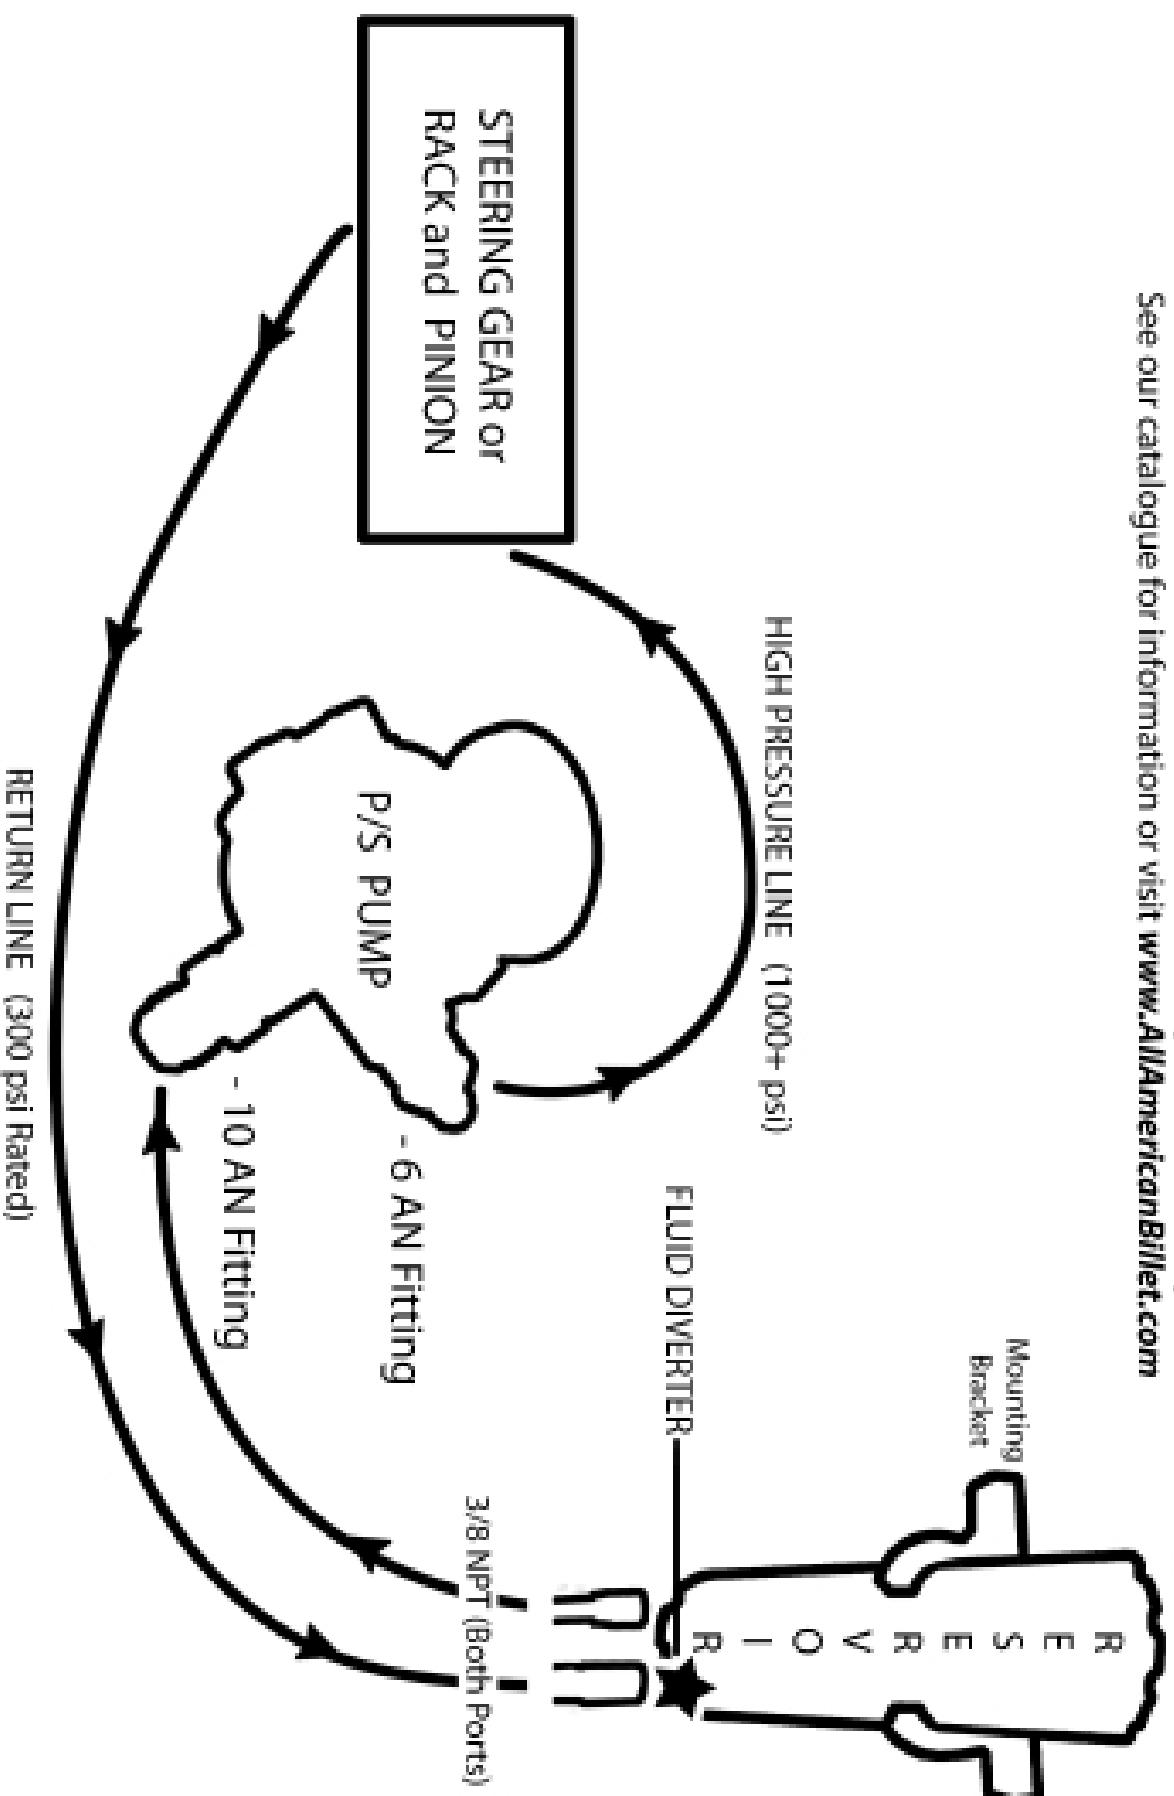 See our catalogue for information or visit www.AllAmericanBillet.com
Mounting
Bracket
RESERVOIR
HIGH PRESSURE LINE (1000+ psi)
FLUID DIVERTER
STEERING GEAR or
RACK and PINION
P/S PUMP
- 6 AN Fitting
- 10 AN Fitting
3/8 NPT (Both Ports)
RETURN LINE (300 psi Rated)